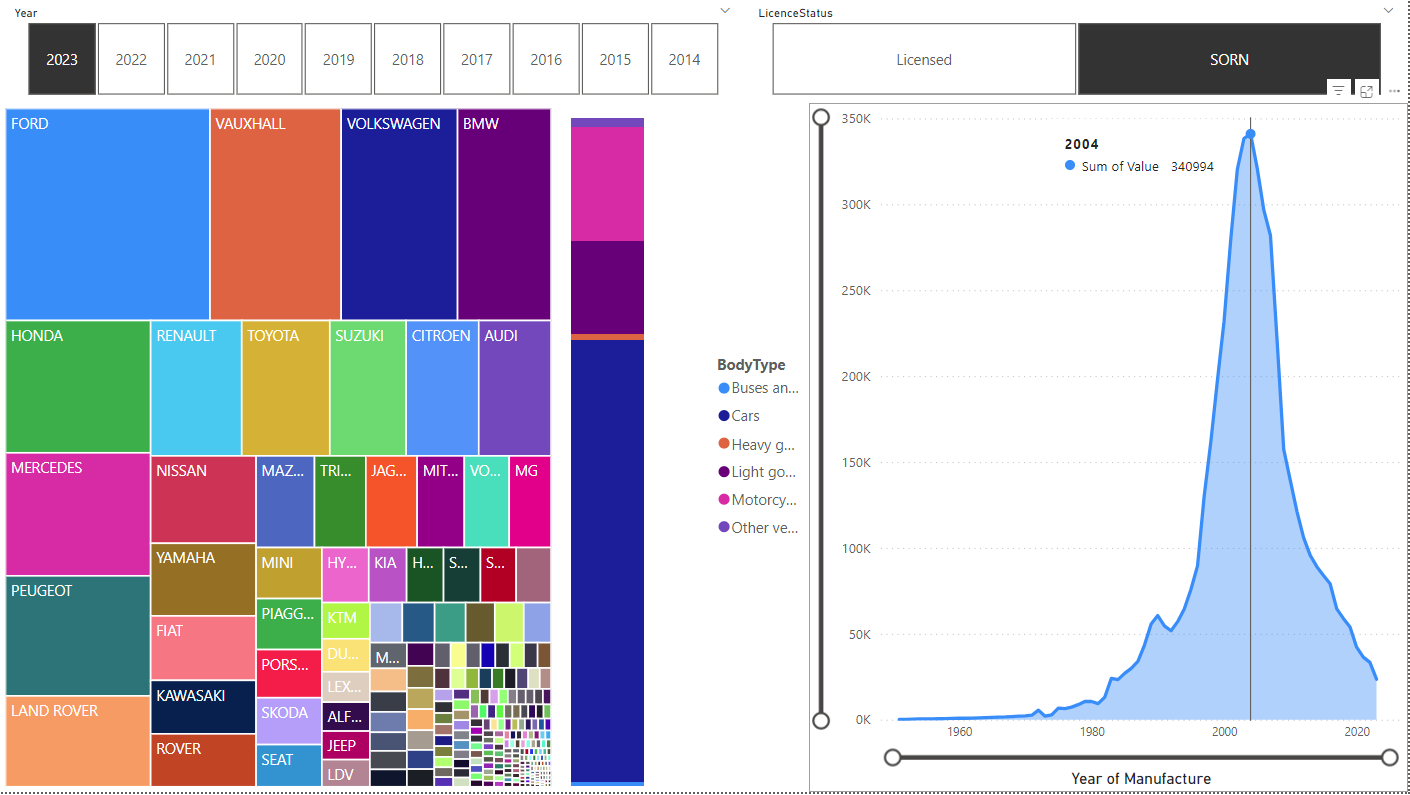 Year
LicenceStatus
2023 2022 2021 2020 2019 2018 2017 2016 2015 2014
Licensed SORN
FORD VAUXHALL VOLKSWAGEN BMW
HONDA RENAULT TOYOTA SUZUKI CITROEN AUDI
MERCEDES NISSAN MAZ... TRI... JAG... MIT... VO... MG
YAMAHA MINI HY... KIA H... S... S...
PEUGEOT PIAGG... KTM
FIAT PORS... DU... M...
LAND ROVER KAWASAKI SKODA LEX... ALF...
ROVER SEAT JEEP
LDV
BodyType
Buses an...
Cars
Heavy g...
Light go...
Motorcy...
Other ve...
350K
2004
Sum of Value 340994
300K
250K
200K
150K
100K
50K
0K
1960 1980 2000 2020
Year of Manufacture